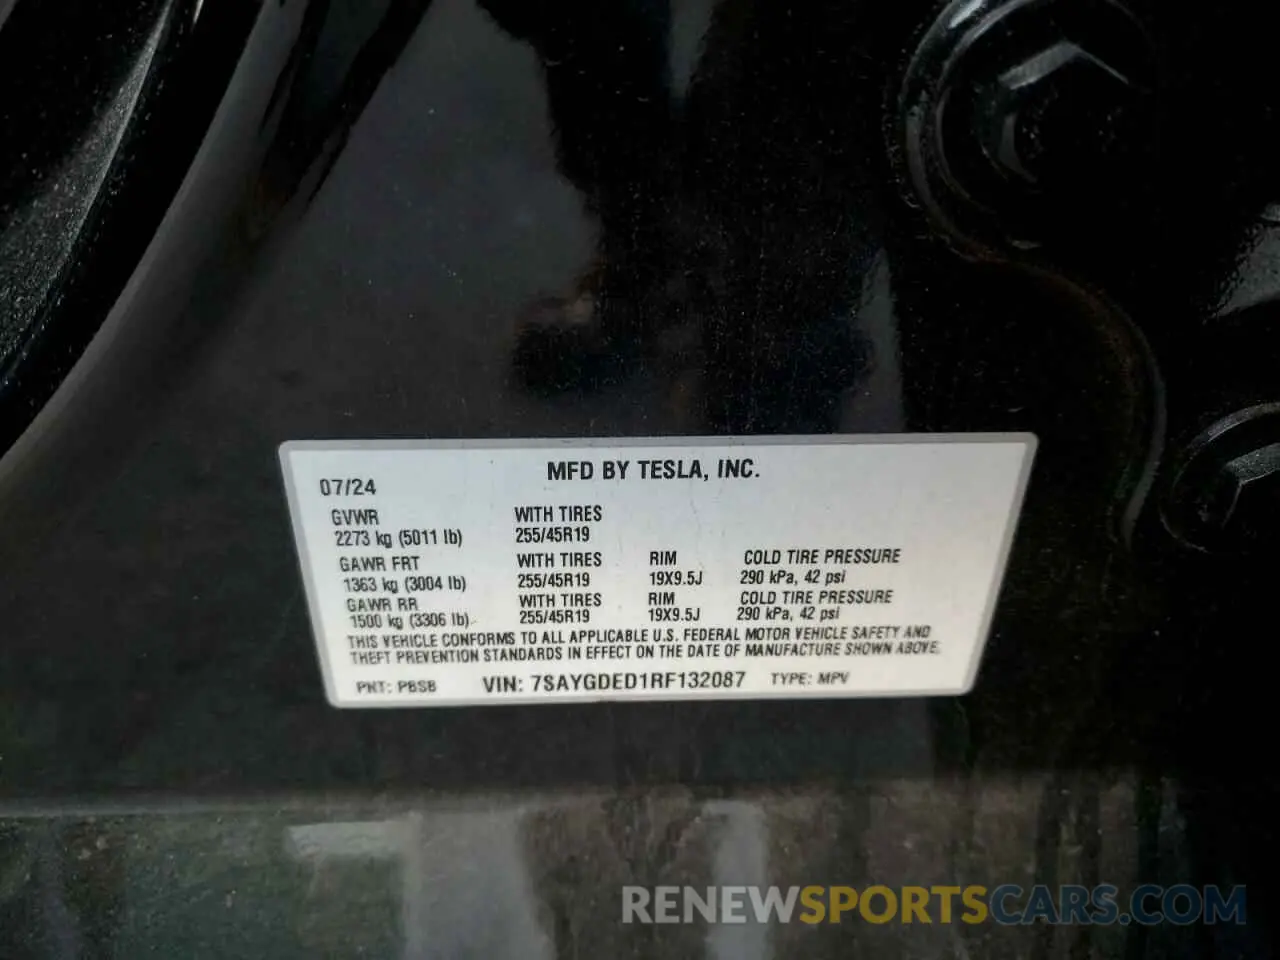 MFD BY TESLA, INC.
07/24
GVWR WITH TIRES
2273 kg (5011 lb) 255/45R19
GAWR FRT WITH TIRES RIM COLD TIRE PRESSURE
1363 kg (3004 lb) 255/45R19 19X9.5J 290 kPa, 42 psi
GAWR RR WITH TIRES RIM COLD TIRE PRESSURE
1500 kg (3306 lb) 255/45R19 19X9.5J 290 kPa, 42 psi
THIS VEHICLE CONFORMS TO ALL APPLICABLE U.S. FEDERAL MOTOR VEHICLE SAFETY AND
THEFT PREVENTION STANDARDS IN EFFECT ON THE DATE OF MANUFACTURE SHOWN ABOVE.
PNT: PBSB VIN: 7SAYGDED1RF132087 TYPE: MPV
RENEWSPORTSCARS.COM